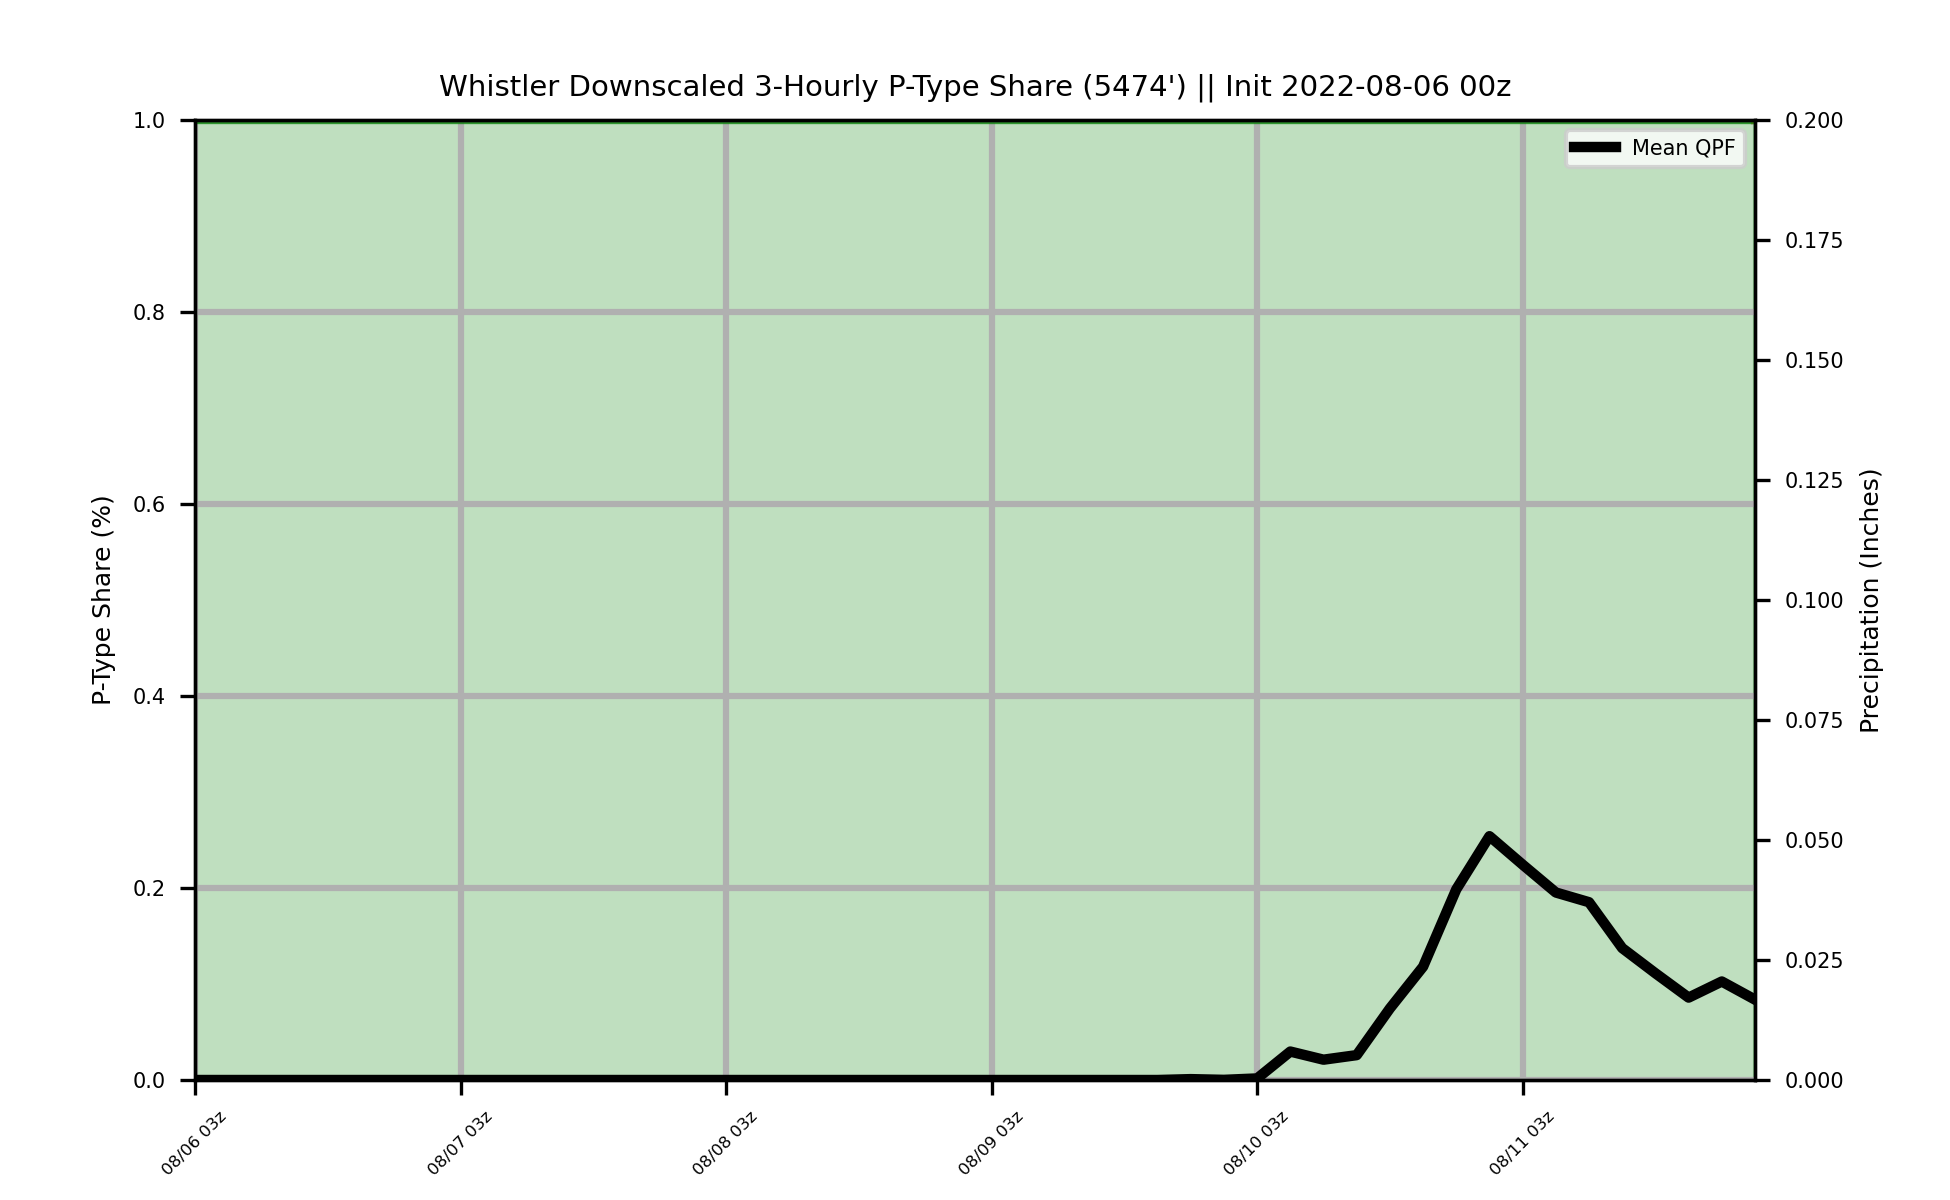 Whistler Downscaled 3-Hourly P-Type Share (5474') || Init 2022-08-06 00z
Mean QPF
P-Type Share (%)
1.0
0.8
0.6
0.4
0.2
0.0
0.200
0.175
0.150
0.125
0.100
0.075
0.050
0.025
0.000
Precipitation (Inches)
08/06 03z
08/07 03z
08/08 03z
08/09 03z
08/10 03z
08/11 03z